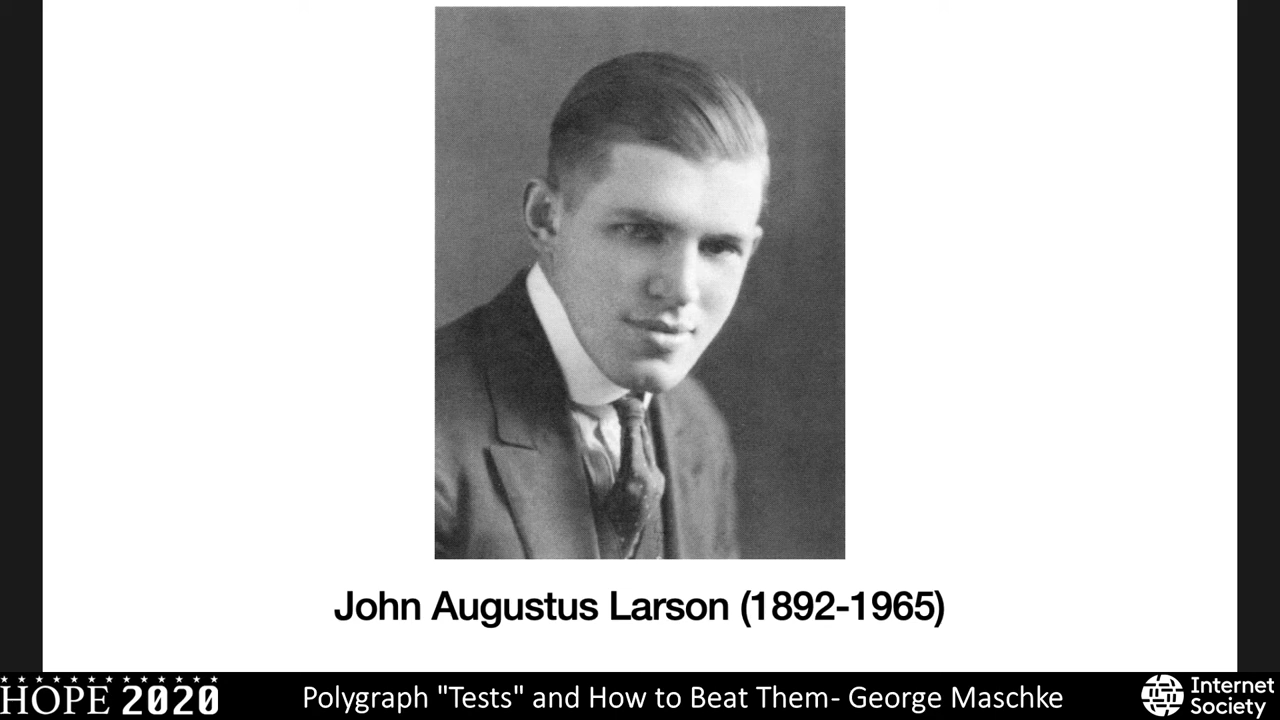 John Augustus Larson (1892-1965)
HOPE 2020
Polygraph "Tests" and How to Beat Them- George Maschke
Internet
Society